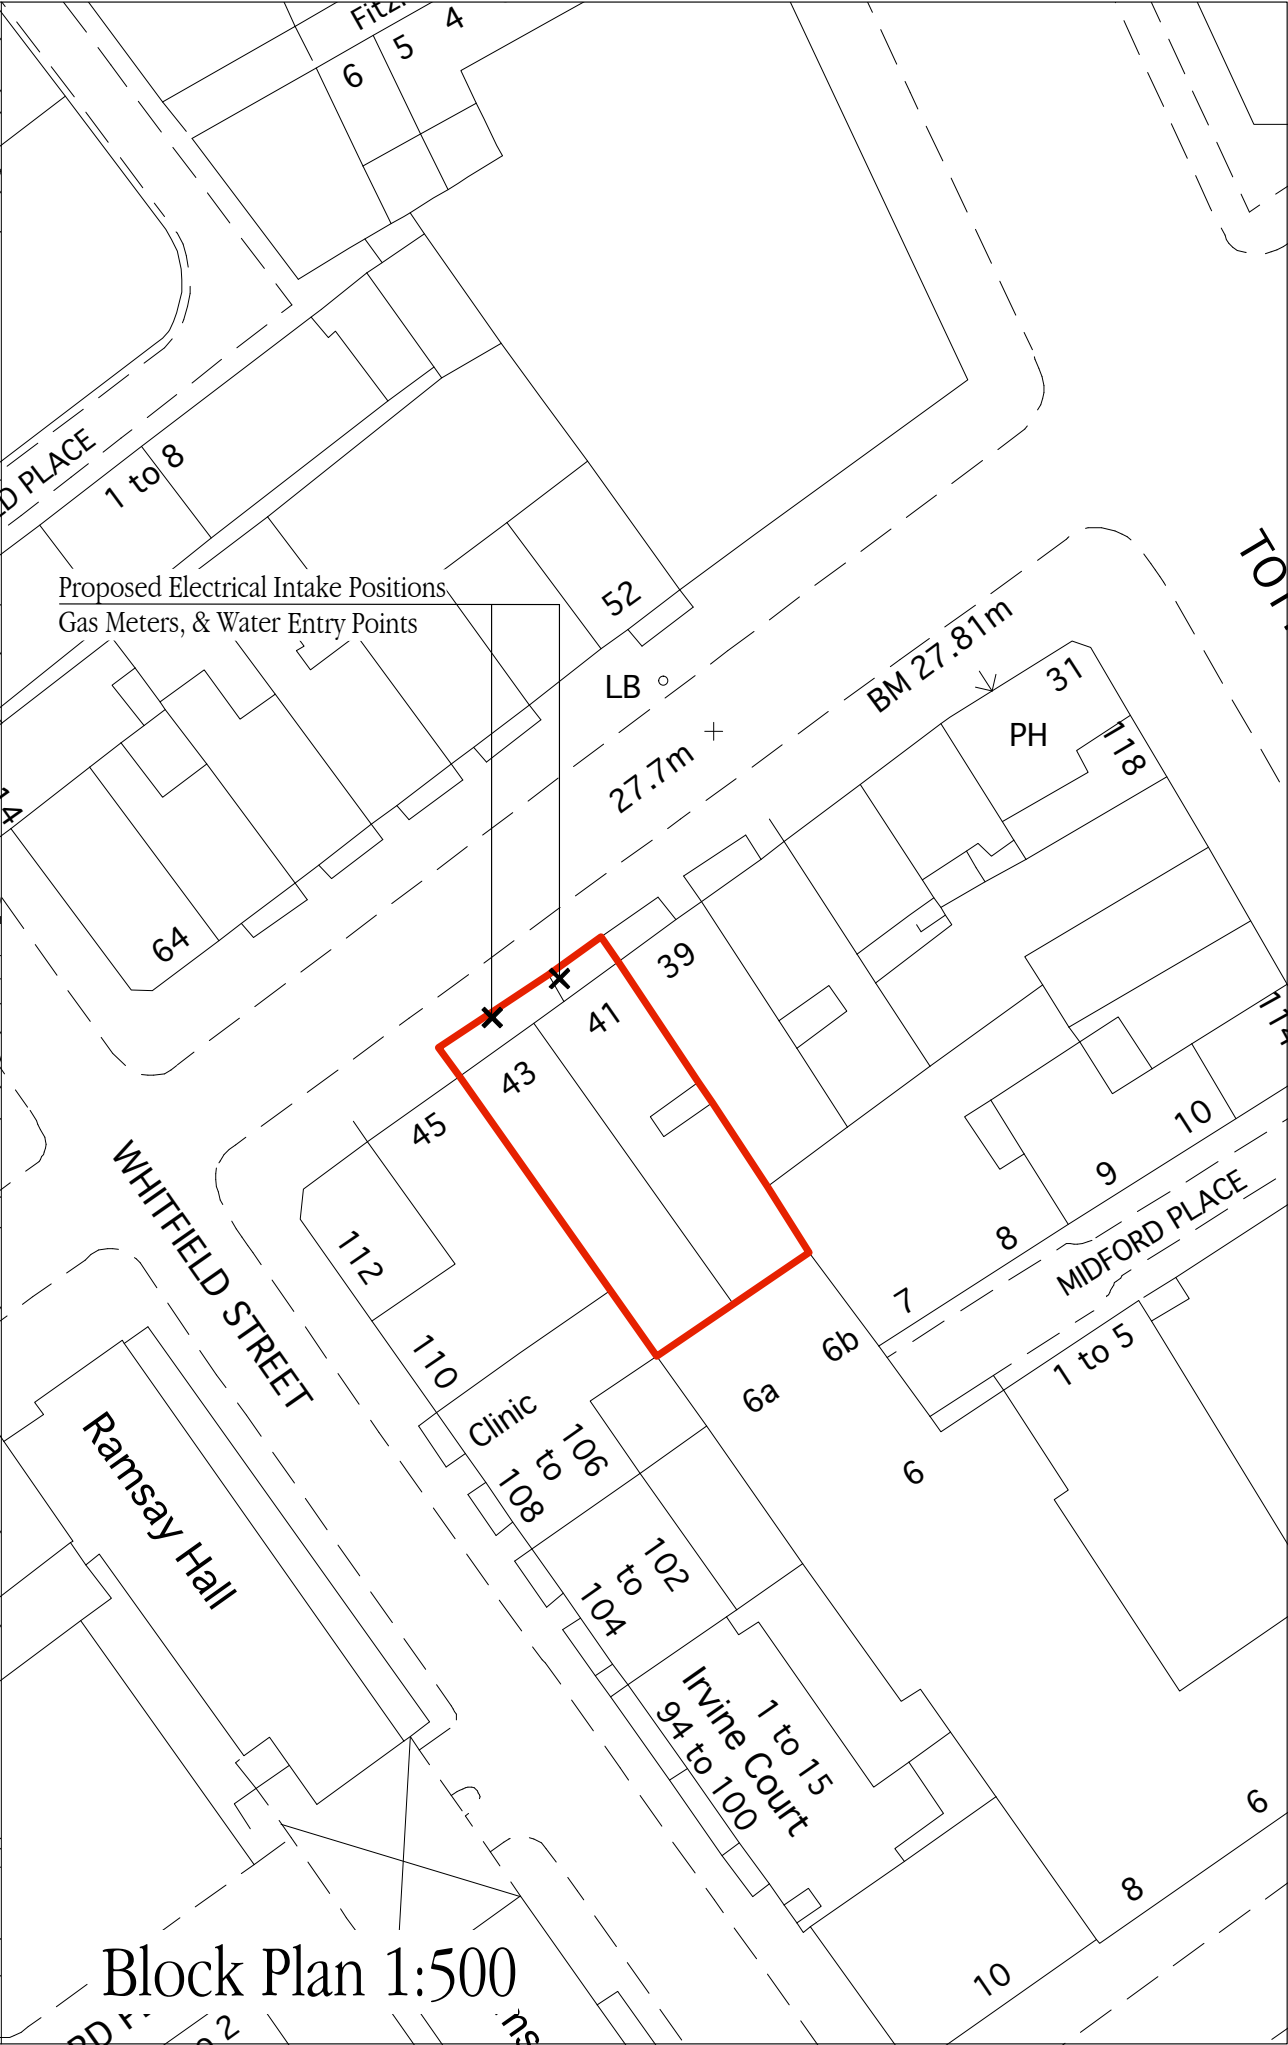 6
5
4
PLACE
1 to 8
Proposed Electrical Intake Positions
Gas Meters, & Water Entry Points
52
LB
BM 27.81m
27.7m
31
PH
118
64
39
41
43
45
WHITFIELD STREET
112
110
10
9
8
7
MIDFORD PLACE
1 to 5
6b
6a
6
Clinic
106
to
108
102
to
104
Ramsay Hall
1 to 15
Irvine Court
94 to 100
6
8
10
Block Plan 1:500
2